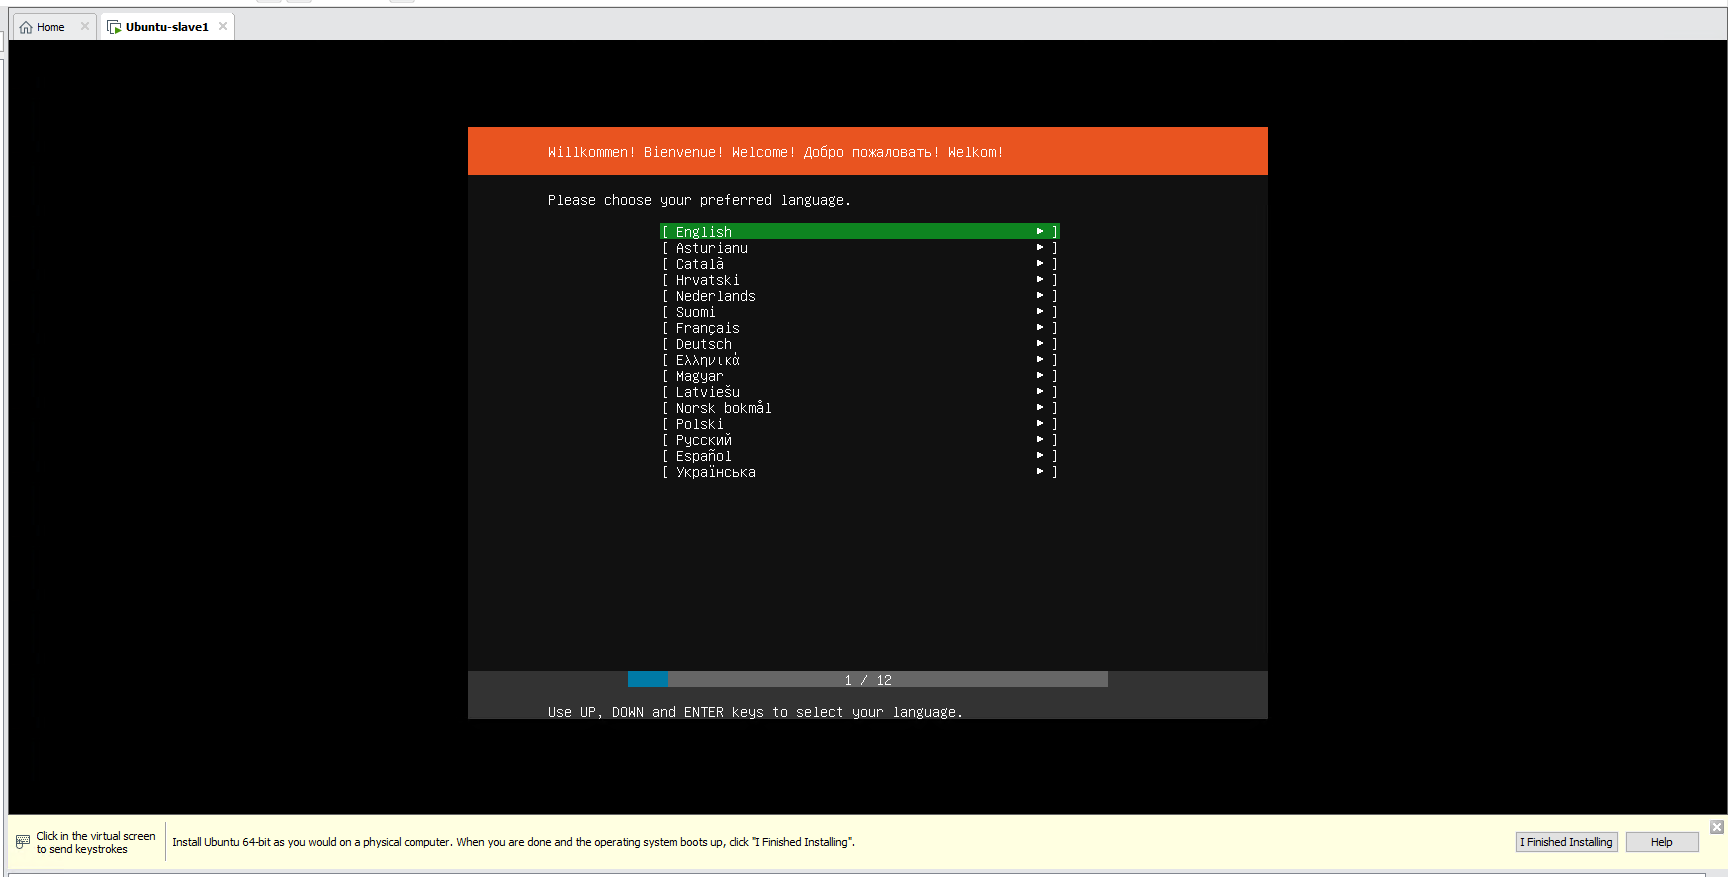 Home
Ubuntu-slave1
Willkommen! Bienvenue! Welcome! Добро пожаловать! Welkom!
Please choose your preferred language.
[ English ► ]
[ Asturianu ► ]
[ Català ► ]
[ Hrvatski ► ]
[ Nederlands ► ]
[ Suomi ► ]
[ Français ► ]
[ Deutsch ► ]
[ Ελληνικά ► ]
[ Magyar ► ]
[ Latviešu ► ]
[ Norsk bokmål ► ]
[ Polski ► ]
[ Русский ► ]
[ Español ► ]
[ Українська ► ]
1 / 12
Use UP, DOWN and ENTER keys to select your language.
Click in the virtual screen
to send keystrokes
Install Ubuntu 64-bit as you would on a physical computer. When you are done and the operating system boots up, click "I Finished Installing".
I Finished Installing
Help